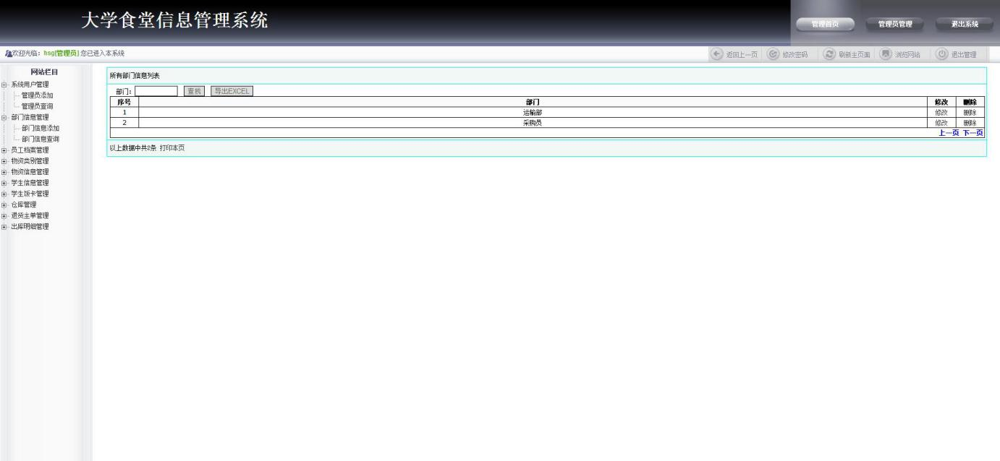 大学食堂信息管理系统
管理首页 管理员管理 退出系统
欢迎光临：hsg[管理员] 您已进入本系统
返回上一页 修改密码 刷新主页面 浏览网站 退出管理
网站栏目
系统用户管理
管理员添加
管理员查询
部门信息管理
部门信息添加
部门信息查询
员工档案管理
物资类别管理
物资信息管理
学生信息管理
学生饭卡管理
仓库管理
退货主单管理
出库明细管理
所有部门信息列表
部门： 查找 导出EXCEL
序号 部门 修改 删除
1 运输部 修改 删除
2 采购员 修改 删除
上一页 下一页
以上数据中共2条 打印本页